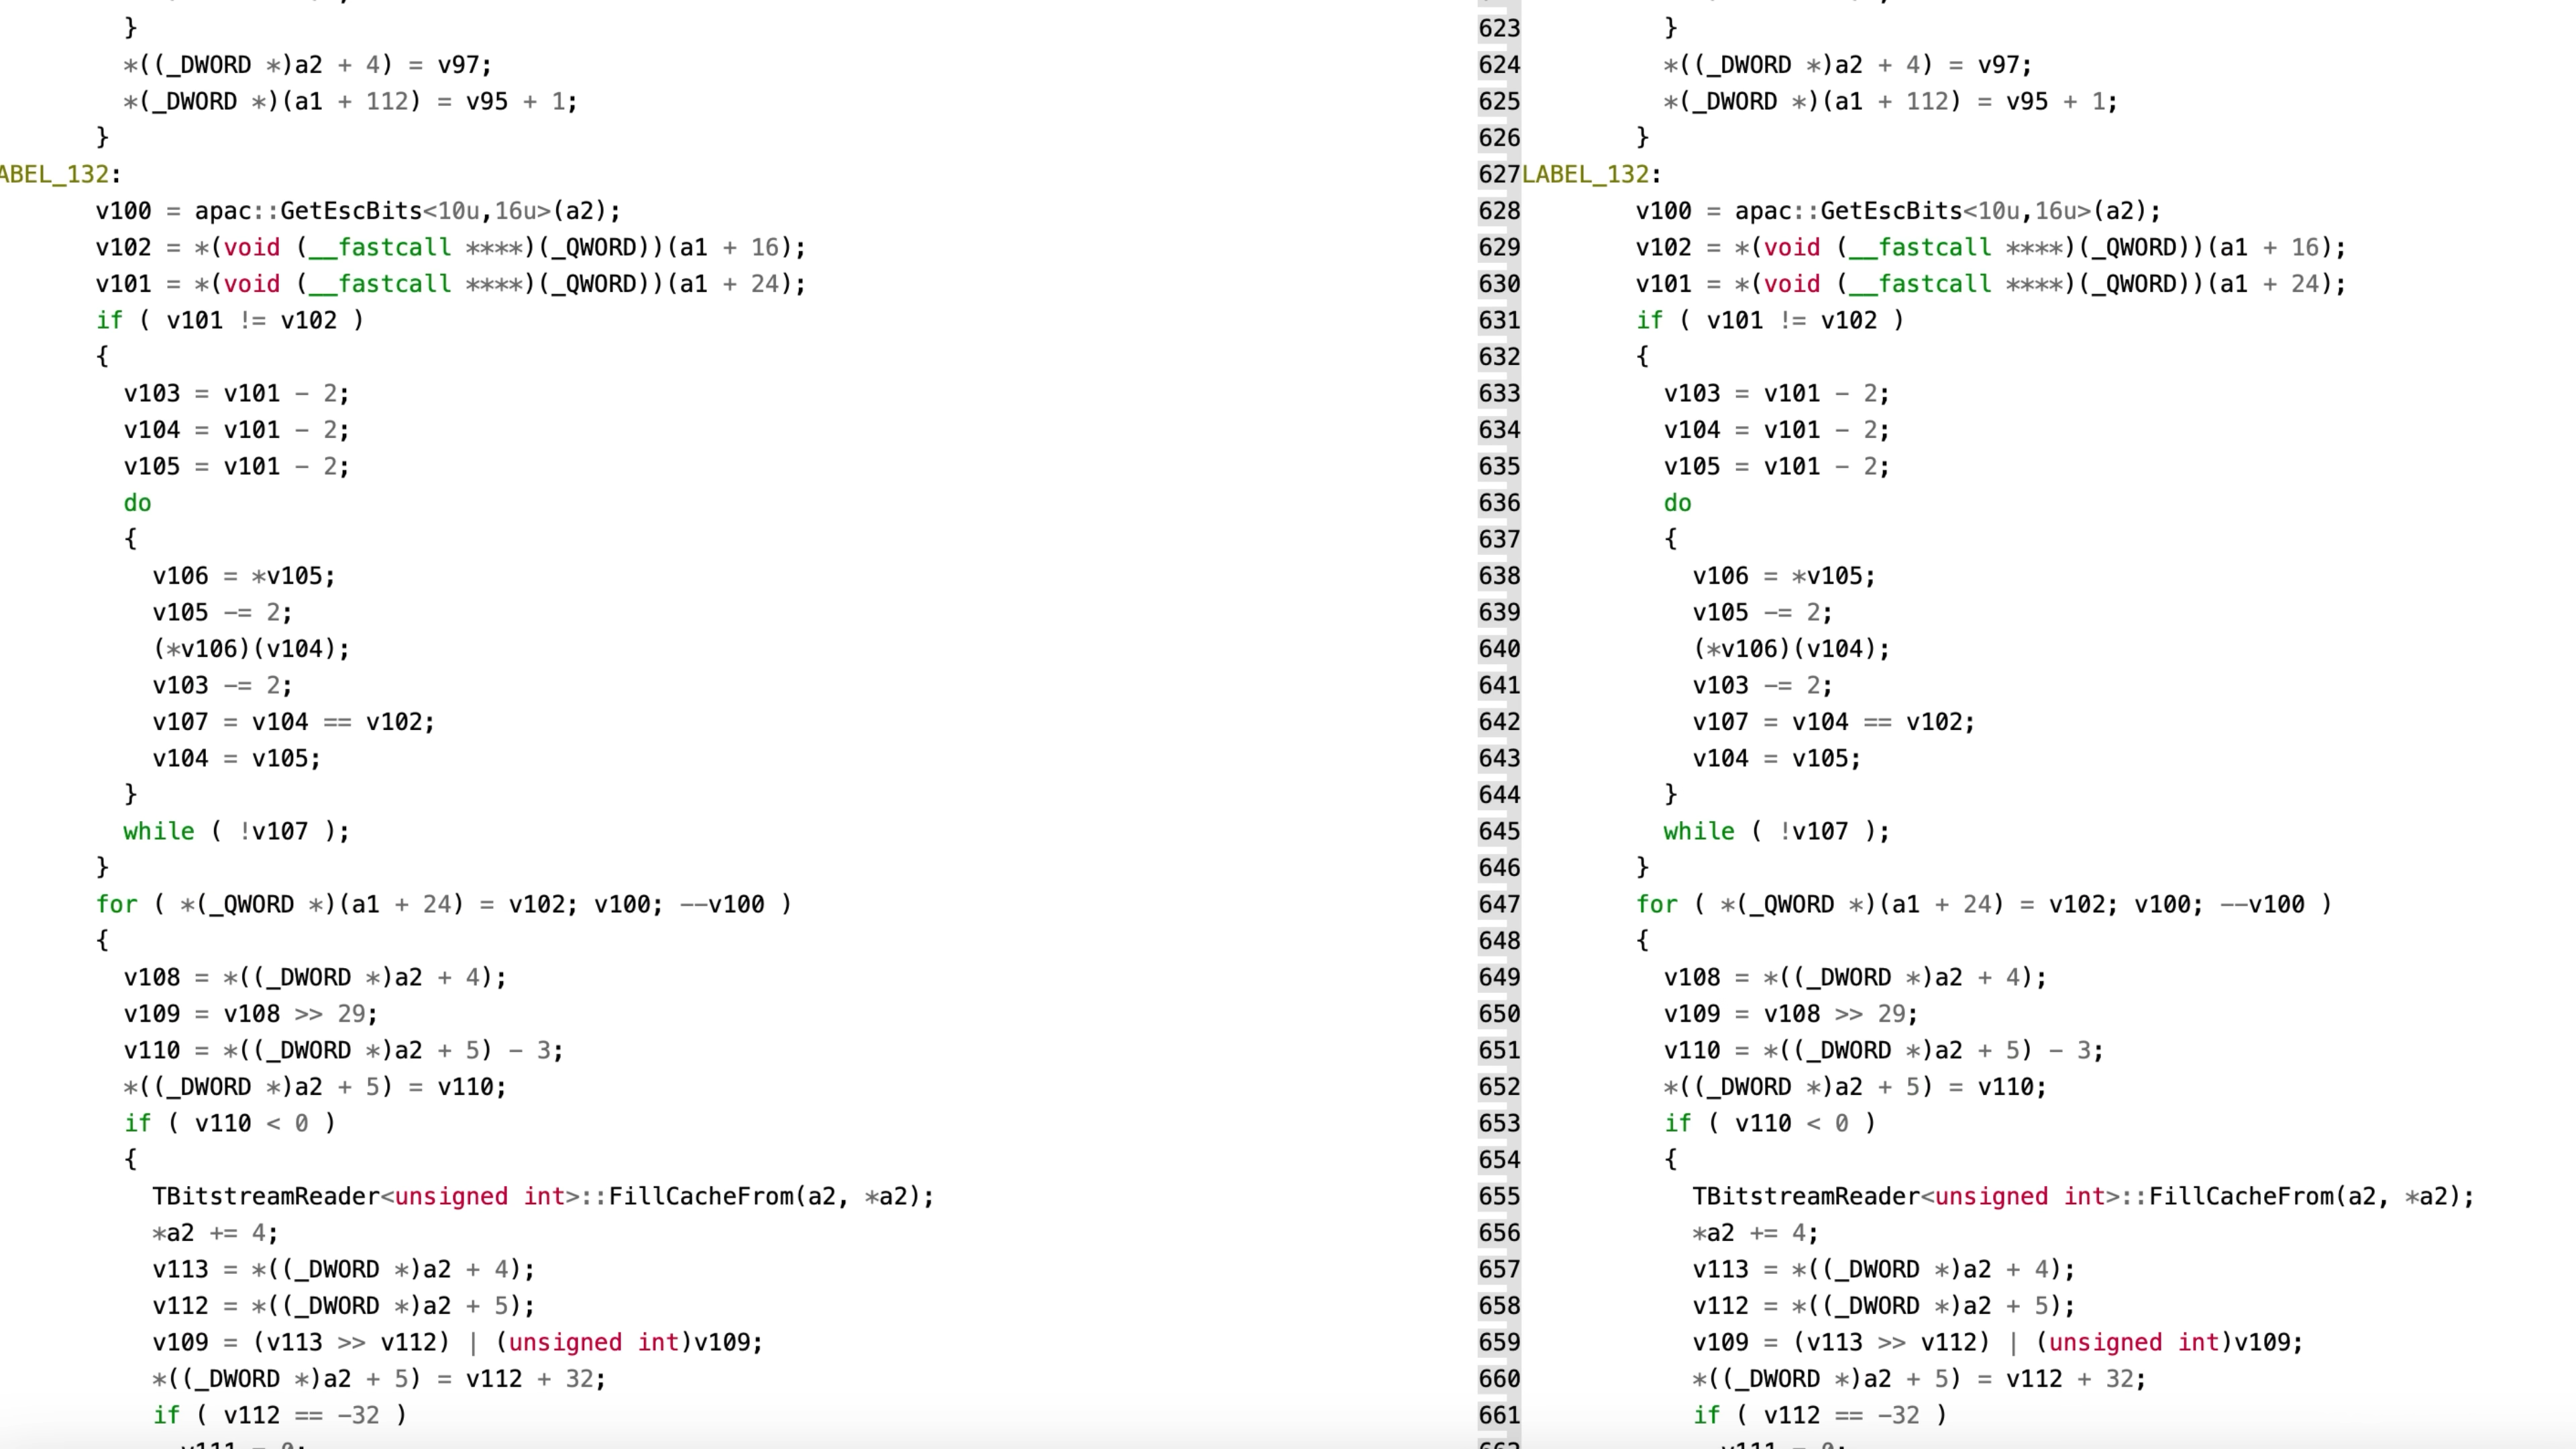 }
*((_DWORD *)a2 + 4) = v97;
*(_DWORD *)(a1 + 112) = v95 + 1;
}
ABEL_132:
v100 = apac::GetEscBits<10u,16u>(a2);
v102 = *(void (__fastcall ****)(_QWORD))(a1 + 16);
v101 = *(void (__fastcall ****)(_QWORD))(a1 + 24);
if ( v101 != v102 )
{
v103 = v101 - 2;
v104 = v101 - 2;
v105 = v101 - 2;
do
{
v106 = *v105;
v105 -= 2;
(*v106)(v104);
v103 -= 2;
v107 = v104 == v102;
v104 = v105;
}
while ( !v107 );
}
for ( *(_QWORD *)(a1 + 24) = v102; v100; --v100 )
{
v108 = *((_DWORD *)a2 + 4);
v109 = v108 >> 29;
v110 = *((_DWORD *)a2 + 5) - 3;
*((_DWORD *)a2 + 5) = v110;
if ( v110 < 0 )
{
TBitstreamReader<unsigned int>::FillCacheFrom(a2, *a2);
*a2 += 4;
v113 = *((_DWORD *)a2 + 4);
v112 = *((_DWORD *)a2 + 5);
v109 = (v113 >> v112) | (unsigned int)v109;
*((_DWORD *)a2 + 5) = v112 + 32;
if ( v112 == -32 )
623 }
624 *((_DWORD *)a2 + 4) = v97;
625 *(_DWORD *)(a1 + 112) = v95 + 1;
626 }
627 LABEL_132:
628 v100 = apac::GetEscBits<10u,16u>(a2);
629 v102 = *(void (__fastcall ****)(_QWORD))(a1 + 16);
630 v101 = *(void (__fastcall ****)(_QWORD))(a1 + 24);
631 if ( v101 != v102 )
632 {
633 v103 = v101 - 2;
634 v104 = v101 - 2;
635 v105 = v101 - 2;
636 do
637 {
638 v106 = *v105;
639 v105 -= 2;
640 (*v106)(v104);
641 v103 -= 2;
642 v107 = v104 == v102;
643 v104 = v105;
644 }
645 while ( !v107 );
646 }
647 for ( *(_QWORD *)(a1 + 24) = v102; v100; --v100 )
648 {
649 v108 = *((_DWORD *)a2 + 4);
650 v109 = v108 >> 29;
651 v110 = *((_DWORD *)a2 + 5) - 3;
652 *((_DWORD *)a2 + 5) = v110;
653 if ( v110 < 0 )
654 {
655 TBitstreamReader<unsigned int>::FillCacheFrom(a2, *a2);
656 *a2 += 4;
657 v113 = *((_DWORD *)a2 + 4);
658 v112 = *((_DWORD *)a2 + 5);
659 v109 = (v113 >> v112) | (unsigned int)v109;
660 *((_DWORD *)a2 + 5) = v112 + 32;
661 if ( v112 == -32 )